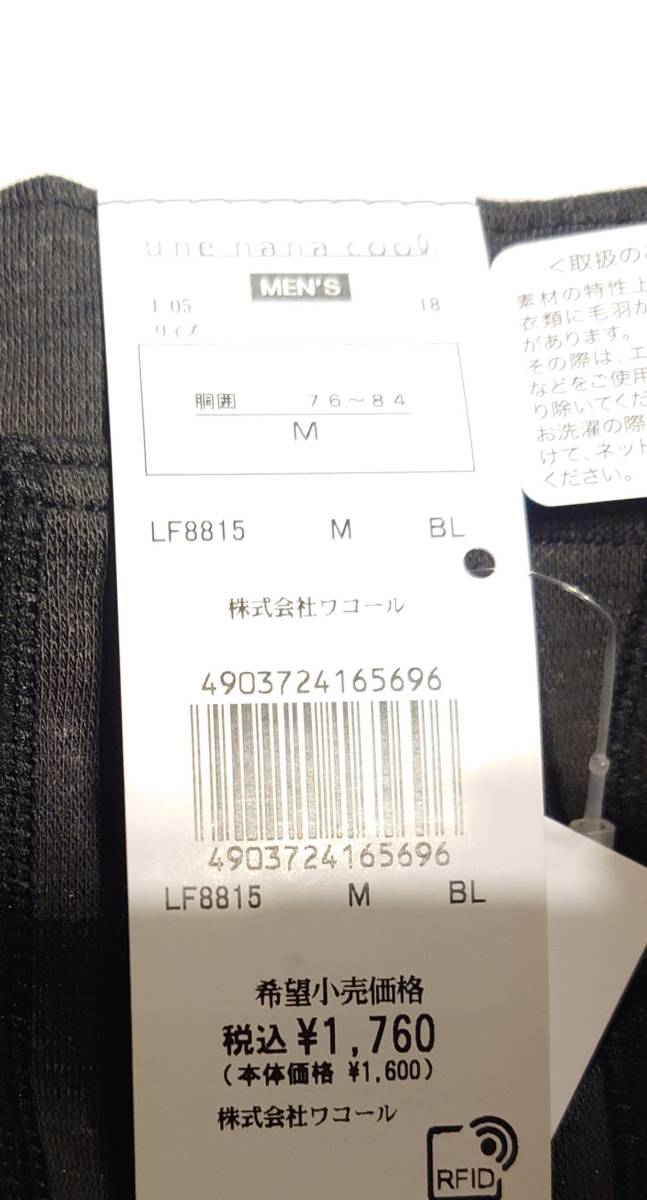 une nana cool
MEN'S
1 05 18
サイズ
胴囲 76~84
M
LF8815 M BL
株式会社ワコール
4903724165696
4903724165696
LF8815 M BL
希望小売価格
税込 ¥1,760
(本体価格 ¥1,600)
株式会社ワコール
RFID
<取扱の
素材の特性上
衣類に毛羽が
があります。
その際は、エ
などをご使用
り除いてくだ
お洗濯の際
けて、ネット
ください。